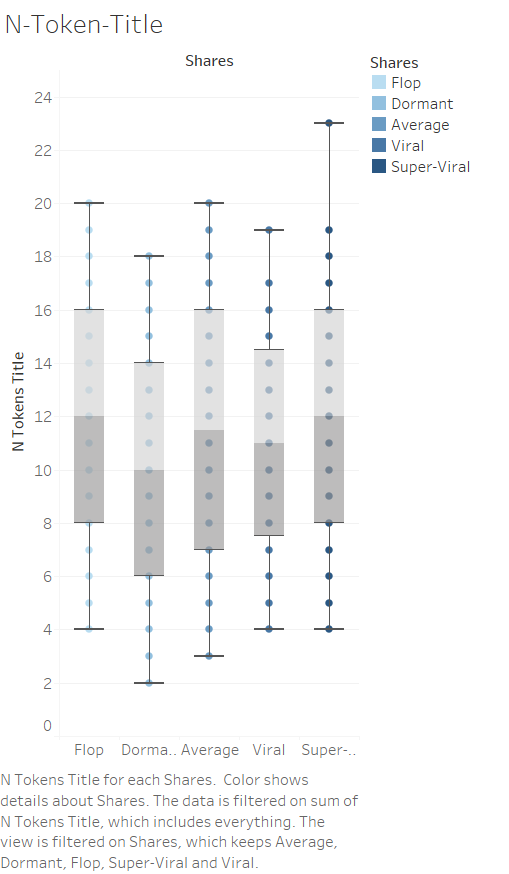 N-Token-Title
Shares
Shares
Flop
Dormant
Average
Viral
Super-Viral
24
22
20
18
16
14
12
10
8
6
4
2
0
N Tokens Title
Flop Dorma.. Average Viral Super-..
N Tokens Title for each Shares.  Color shows
details about Shares. The data is filtered on sum of
N Tokens Title, which includes everything. The
view is filtered on Shares, which keeps Average,
Dormant, Flop, Super-Viral and Viral.